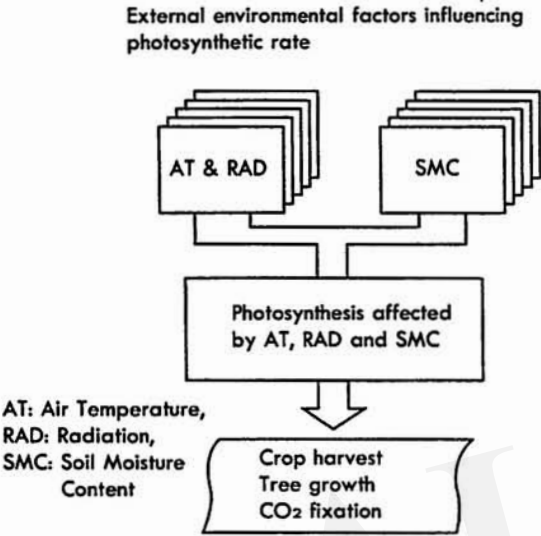 External environmental factors influencing
photosynthetic rate
AT & RAD
SMC
Photosynthesis affected
by AT, RAD and SMC
AT: Air Temperature,
RAD: Radiation,
SMC: Soil Moisture
Content
Crop harvest
Tree growth
CO2 fixation